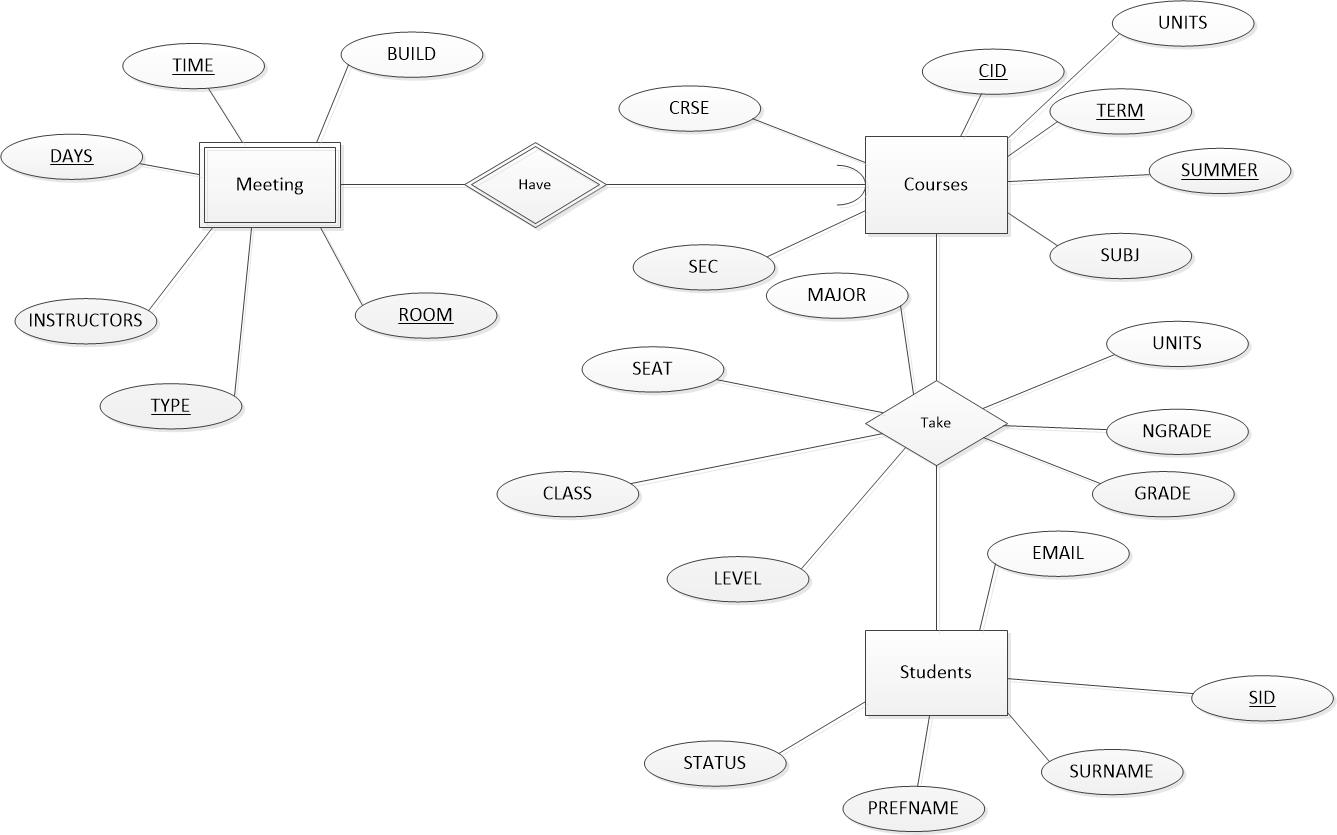 UNITS
BUILD
TIME
CID
CRSE
TERM
DAYS
SUMMER
Meeting
Have
Courses
SUBJ
SEC
MAJOR
INSTRUCTORS
ROOM
UNITS
SEAT
TYPE
Take
NGRADE
CLASS
GRADE
EMAIL
LEVEL
Students
SID
STATUS
SURNAME
PREFNAME